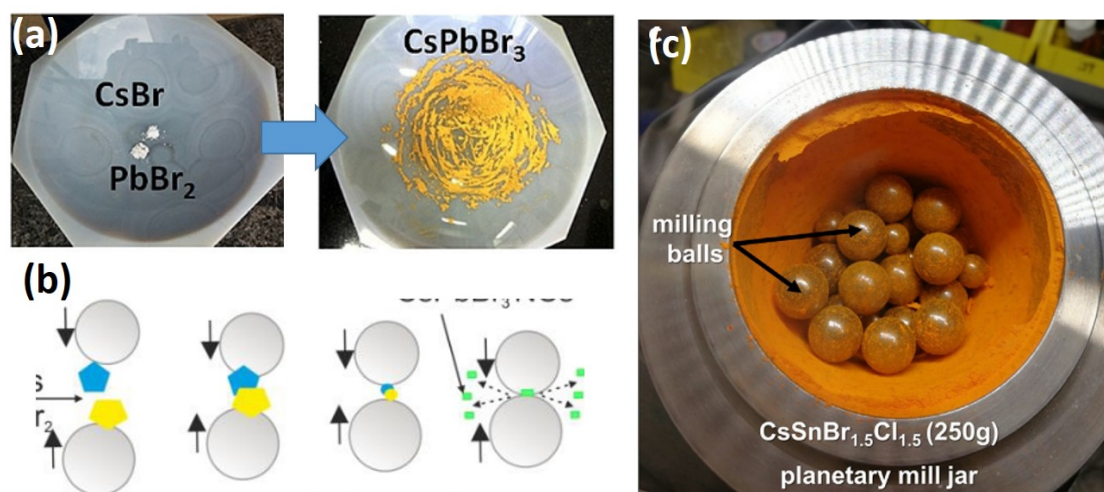 (a)
CsBr
PbBr₂
CsPbBr₃
(b)
(c)
milling
balls
CsSnBr₁.₅Cl₁.₅ (250g)
planetary mill jar